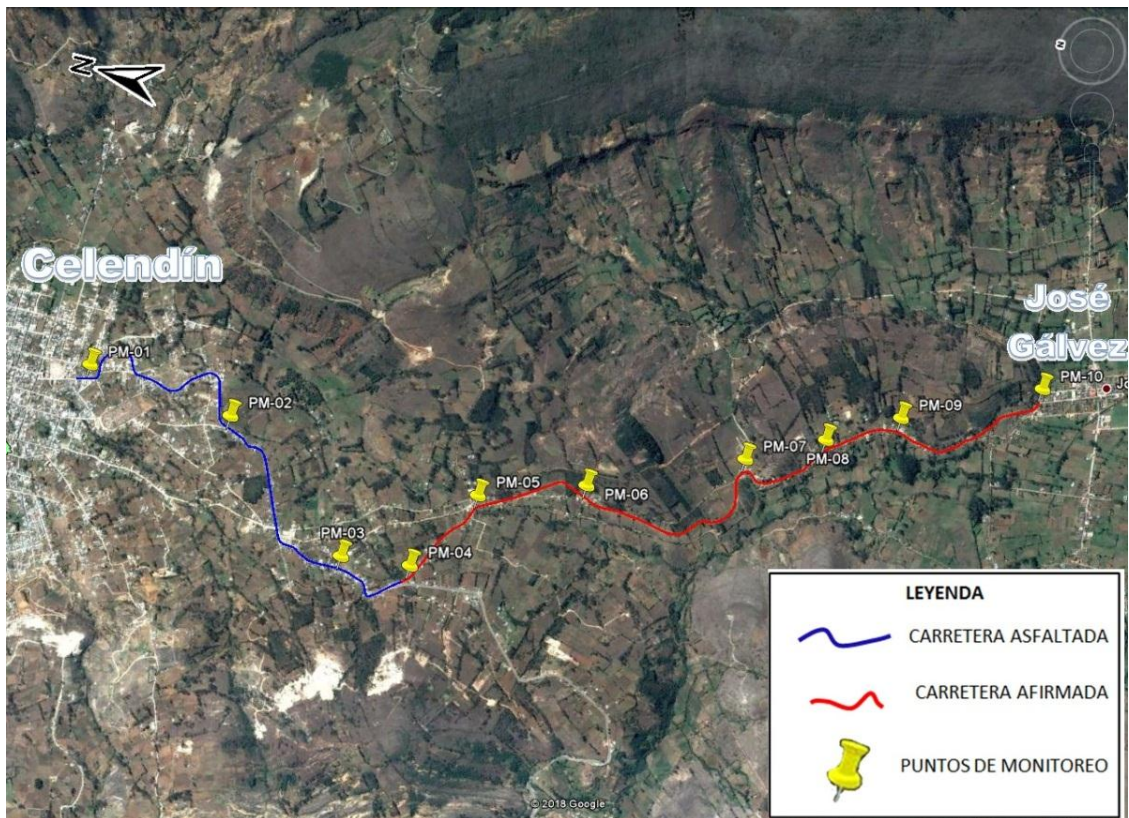 N
N
Celendín
José
Gálvez
PM-01
PM-02
PM-03
PM-04
PM-05
PM-06
PM-07
PM-08
PM-09
PM-10
LEYENDA
CARRETERA ASFALTADA
CARRETERA AFIRMADA
PUNTOS DE MONITOREO
© 2018 Google